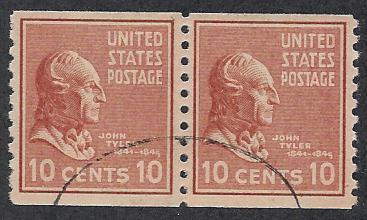 UNITED
STATES
POSTAGE
JOHN
TYLER
1841-1845
10 CENTS 10
UNITED
STATES
POSTAGE
JOHN
TYLER
1841-1845
10 CENTS 10